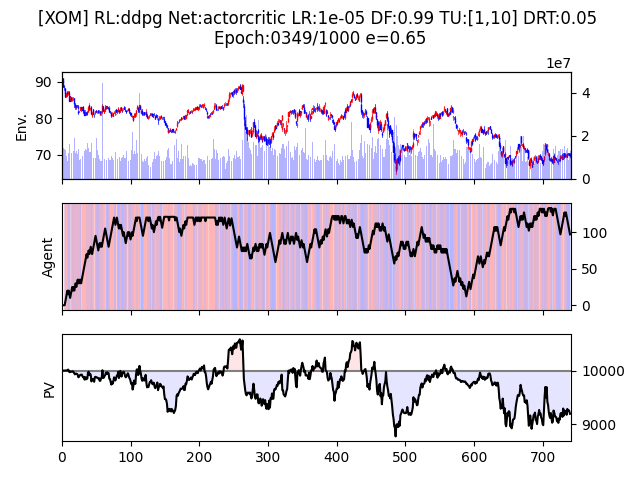 [XOM] RL:ddpg Net:actorcritic LR:1e-05 DF:0.99 TU:[1,10] DRT:0.05
Epoch:0349/1000 e=0.65
1e7
Env.
90
80
70
4
2
0
Agent
100
50
0
PV
10000
9000
0 100 200 300 400 500 600 700